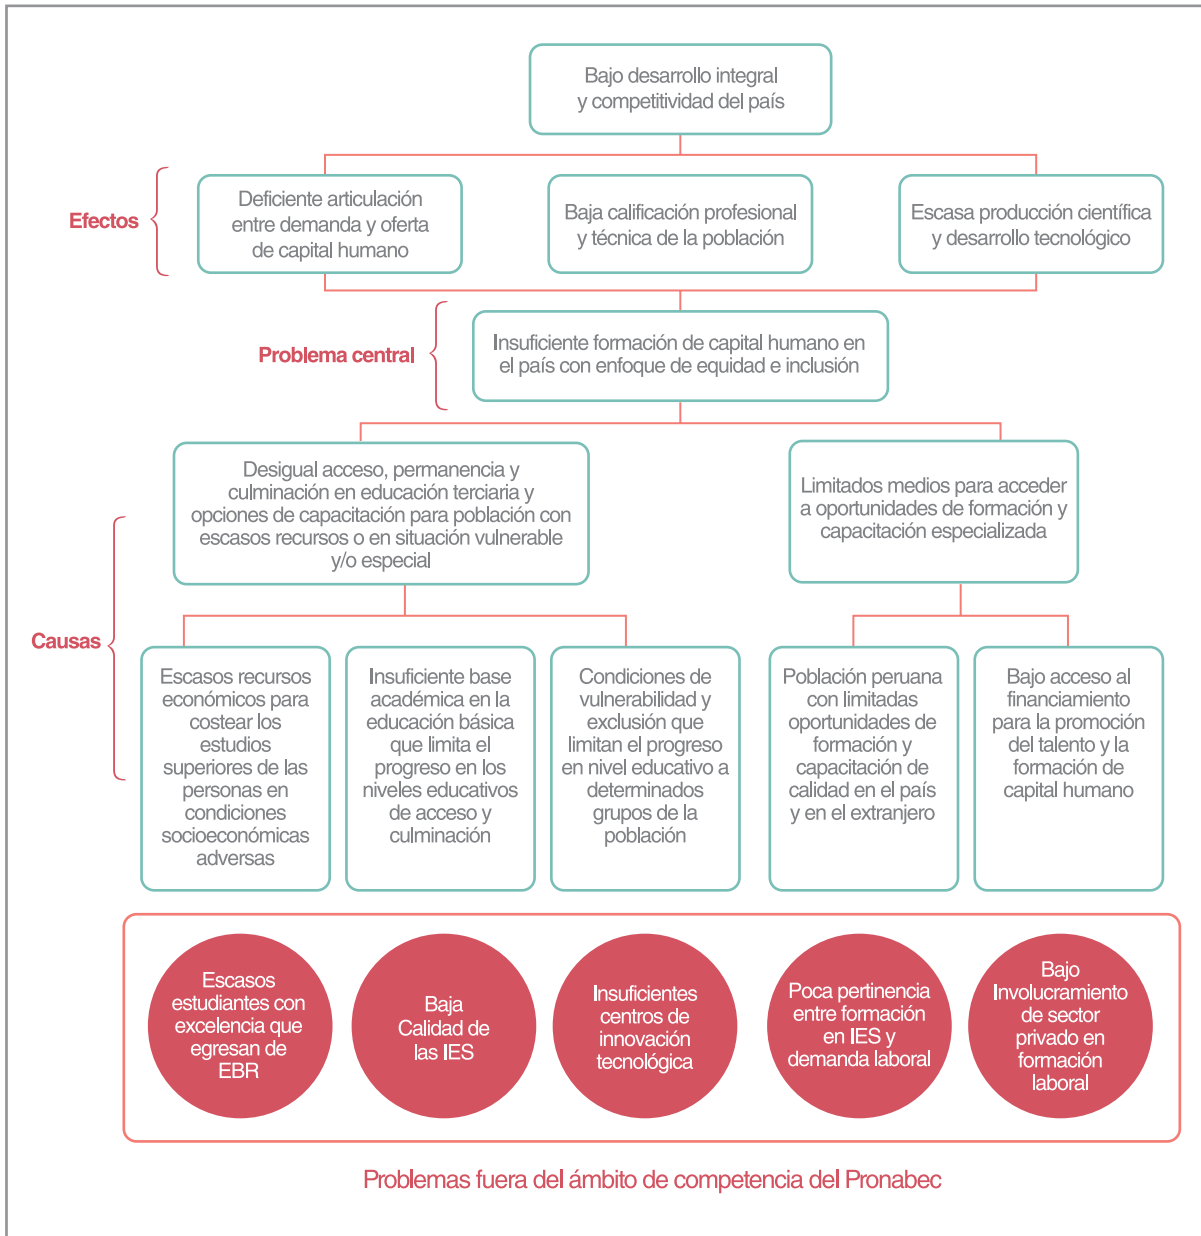 Bajo desarrollo integral
y competitividad del país
Efectos
Deficiente articulación
entre demanda y oferta
de capital humano
Baja calificación profesional
y técnica de la población
Escasa producción científica
y desarrollo tecnológico
Problema central
Insuficiente formación de capital humano en
el país con enfoque de equidad e inclusión
Desigual acceso, permanencia y
culminación en educación terciaria y
opciones de capacitación para población con
escasos recursos o en situación vulnerable
y/o especial
Limitados medios para acceder
a oportunidades de formación y
capacitación especializada
Causas
Escasos recursos
económicos para
costear los
estudios
superiores de las
personas en
condiciones
socioeconómicas
adversas
Insuficiente base
académica en la
educación básica
que limita el
progreso en los
niveles educativos
de acceso y
culminación
Condiciones de
vulnerabilidad y
exclusión que
limitan el progreso
en nivel educativo a
determinados
grupos de la
población
Población peruana
con limitadas
oportunidades de
formación y
capacitación de
calidad en el país
y en el extranjero
Bajo acceso al
financiamiento
para la promoción
del talento y la
formación de
capital humano
Escasos
estudiantes con
excelencia que
egresan de
EBR
Baja
Calidad de
las IES
Insuficientes
centros de
innovación
tecnológica
Poca pertinencia
entre formación
en IES y
demanda laboral
Bajo
Involucramiento
de sector
privado en
formación
laboral
Problemas fuera del ámbito de competencia del Pronabec